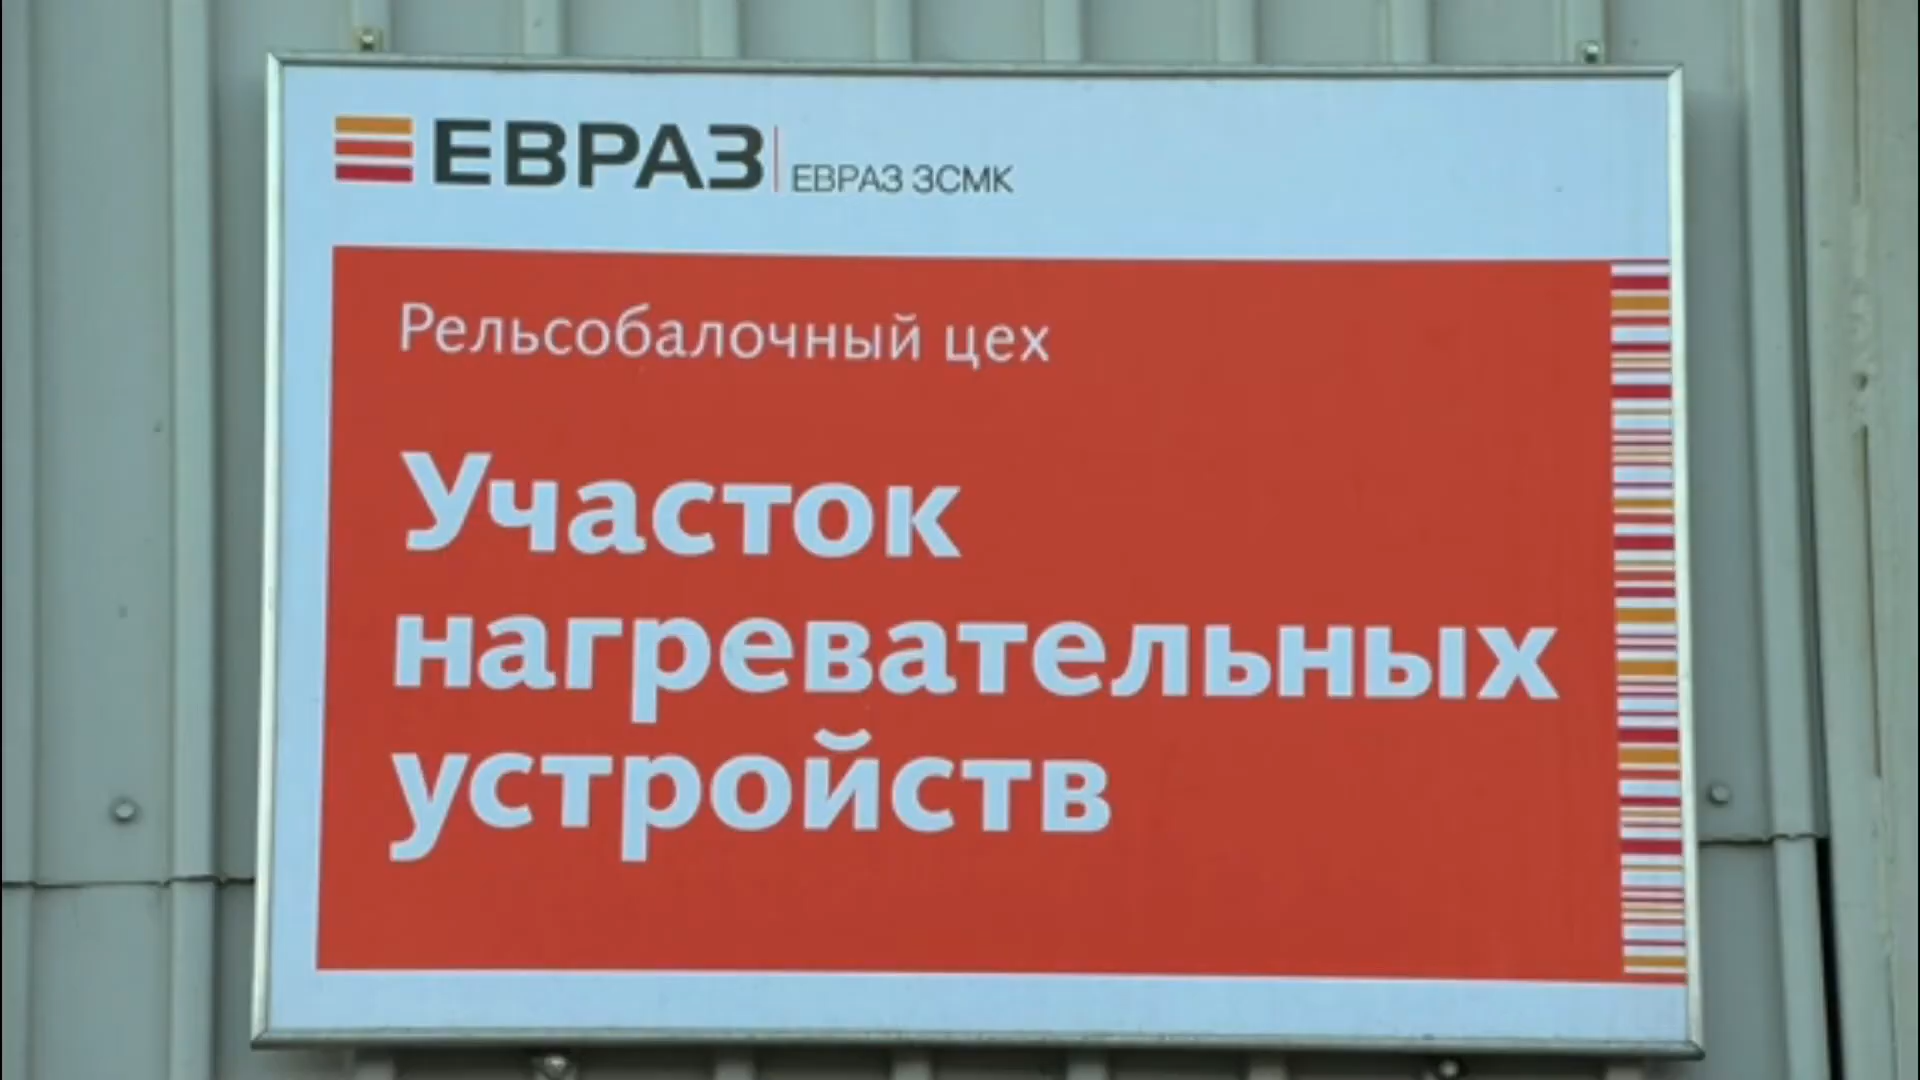 ЕВРАЗ ЕВРАЗ ЗСМК
Рельсобалочный цех
Участок
нагревательных
устройств